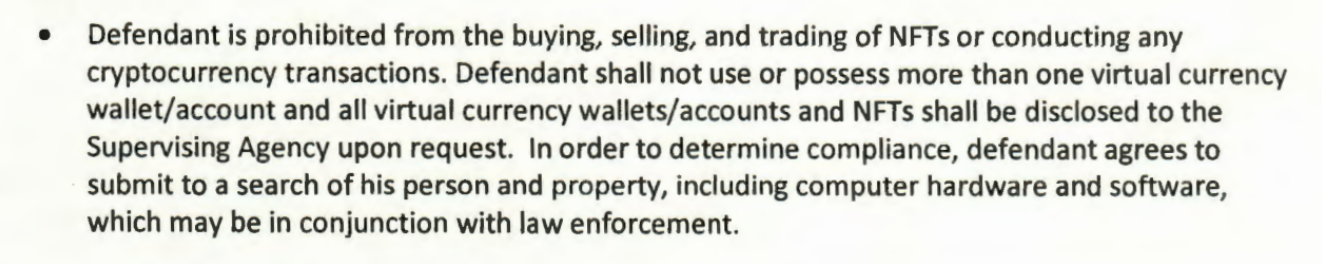 • Defendant is prohibited from the buying, selling, and trading of NFTs or conducting any
cryptocurrency transactions. Defendant shall not use or possess more than one virtual currency
wallet/account and all virtual currency wallets/accounts and NFTs shall be disclosed to the
Supervising Agency upon request.  In order to determine compliance, defendant agrees to
submit to a search of his person and property, including computer hardware and software,
which may be in conjunction with law enforcement.